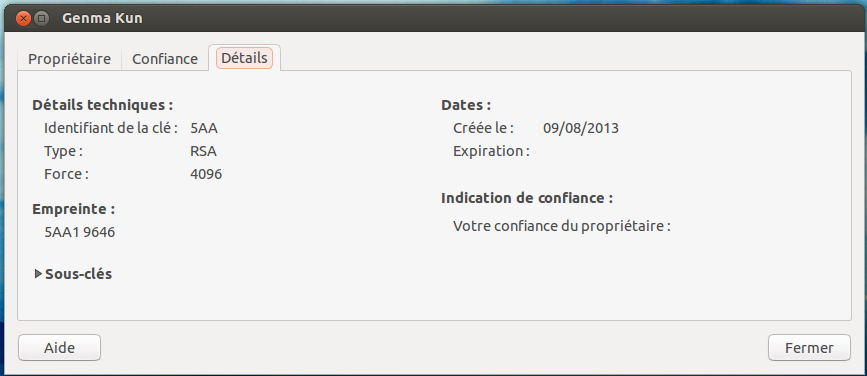 Genma Kun
Propriétaire Confiance Détails
Détails techniques :
Identifiant de la clé : 5AA
Type : RSA
Force : 4096
Empreinte :
5AA1 9646
Sous-clés
Dates :
Créée le : 09/08/2013
Expiration :
Indication de confiance :
Votre confiance du propriétaire :
Aide Fermer